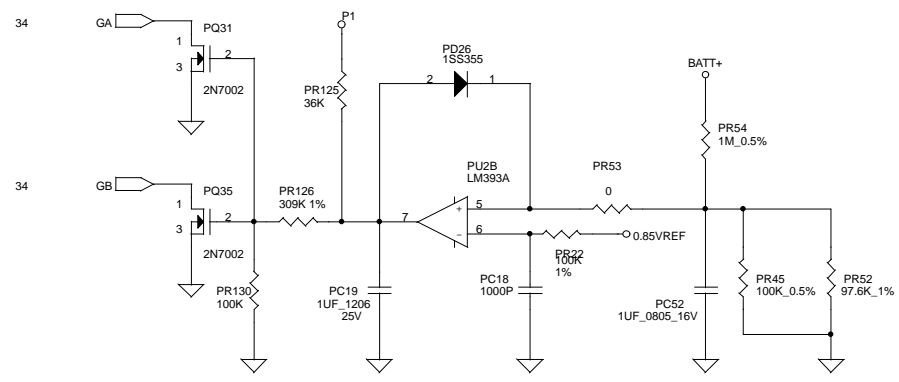 34
GA
PQ31
1
2
3
2N7002
P1
PR125
36K
PD26
1SS355
2
1
BATT+
PR54
1M_0.5%
PU2B
LM393A
PR53
0
34
GB
PQ35
1
2
3
2N7002
PR126
309K 1%
7
+
5
-
6
0.85VREF
PR22
100K
1%
PR130
100K
PC19
1UF_1206
25V
PC18
1000P
PC52
1UF_0805_16V
PR45
100K_0.5%
PR52
97.6K_1%